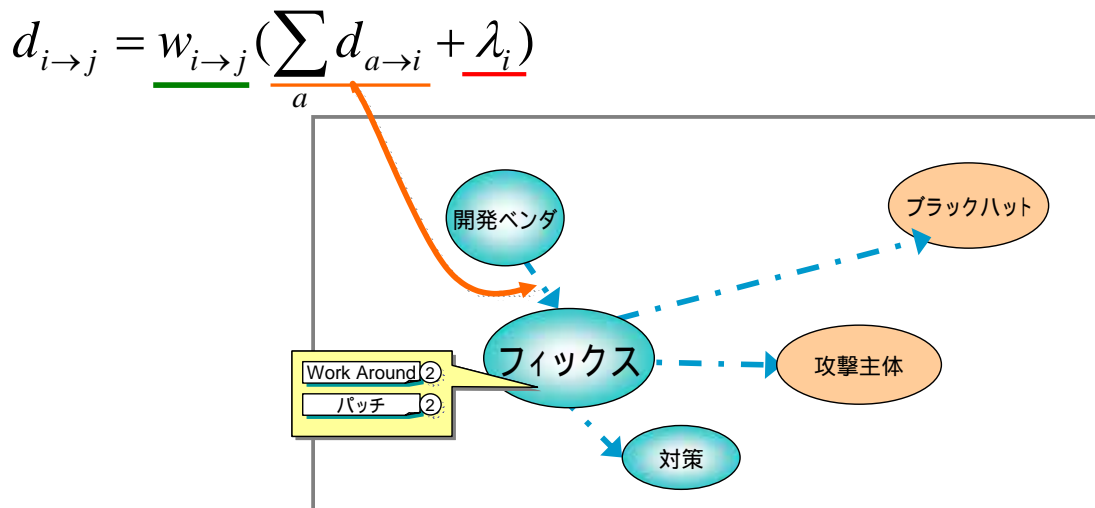 d_{i→j} = w_{i→j}(∑_a d_{a→i} + λ_i)
開発ベンダ
ブラックハット
フィックス
攻撃主体
Work Around ②
パッチ ②
対策